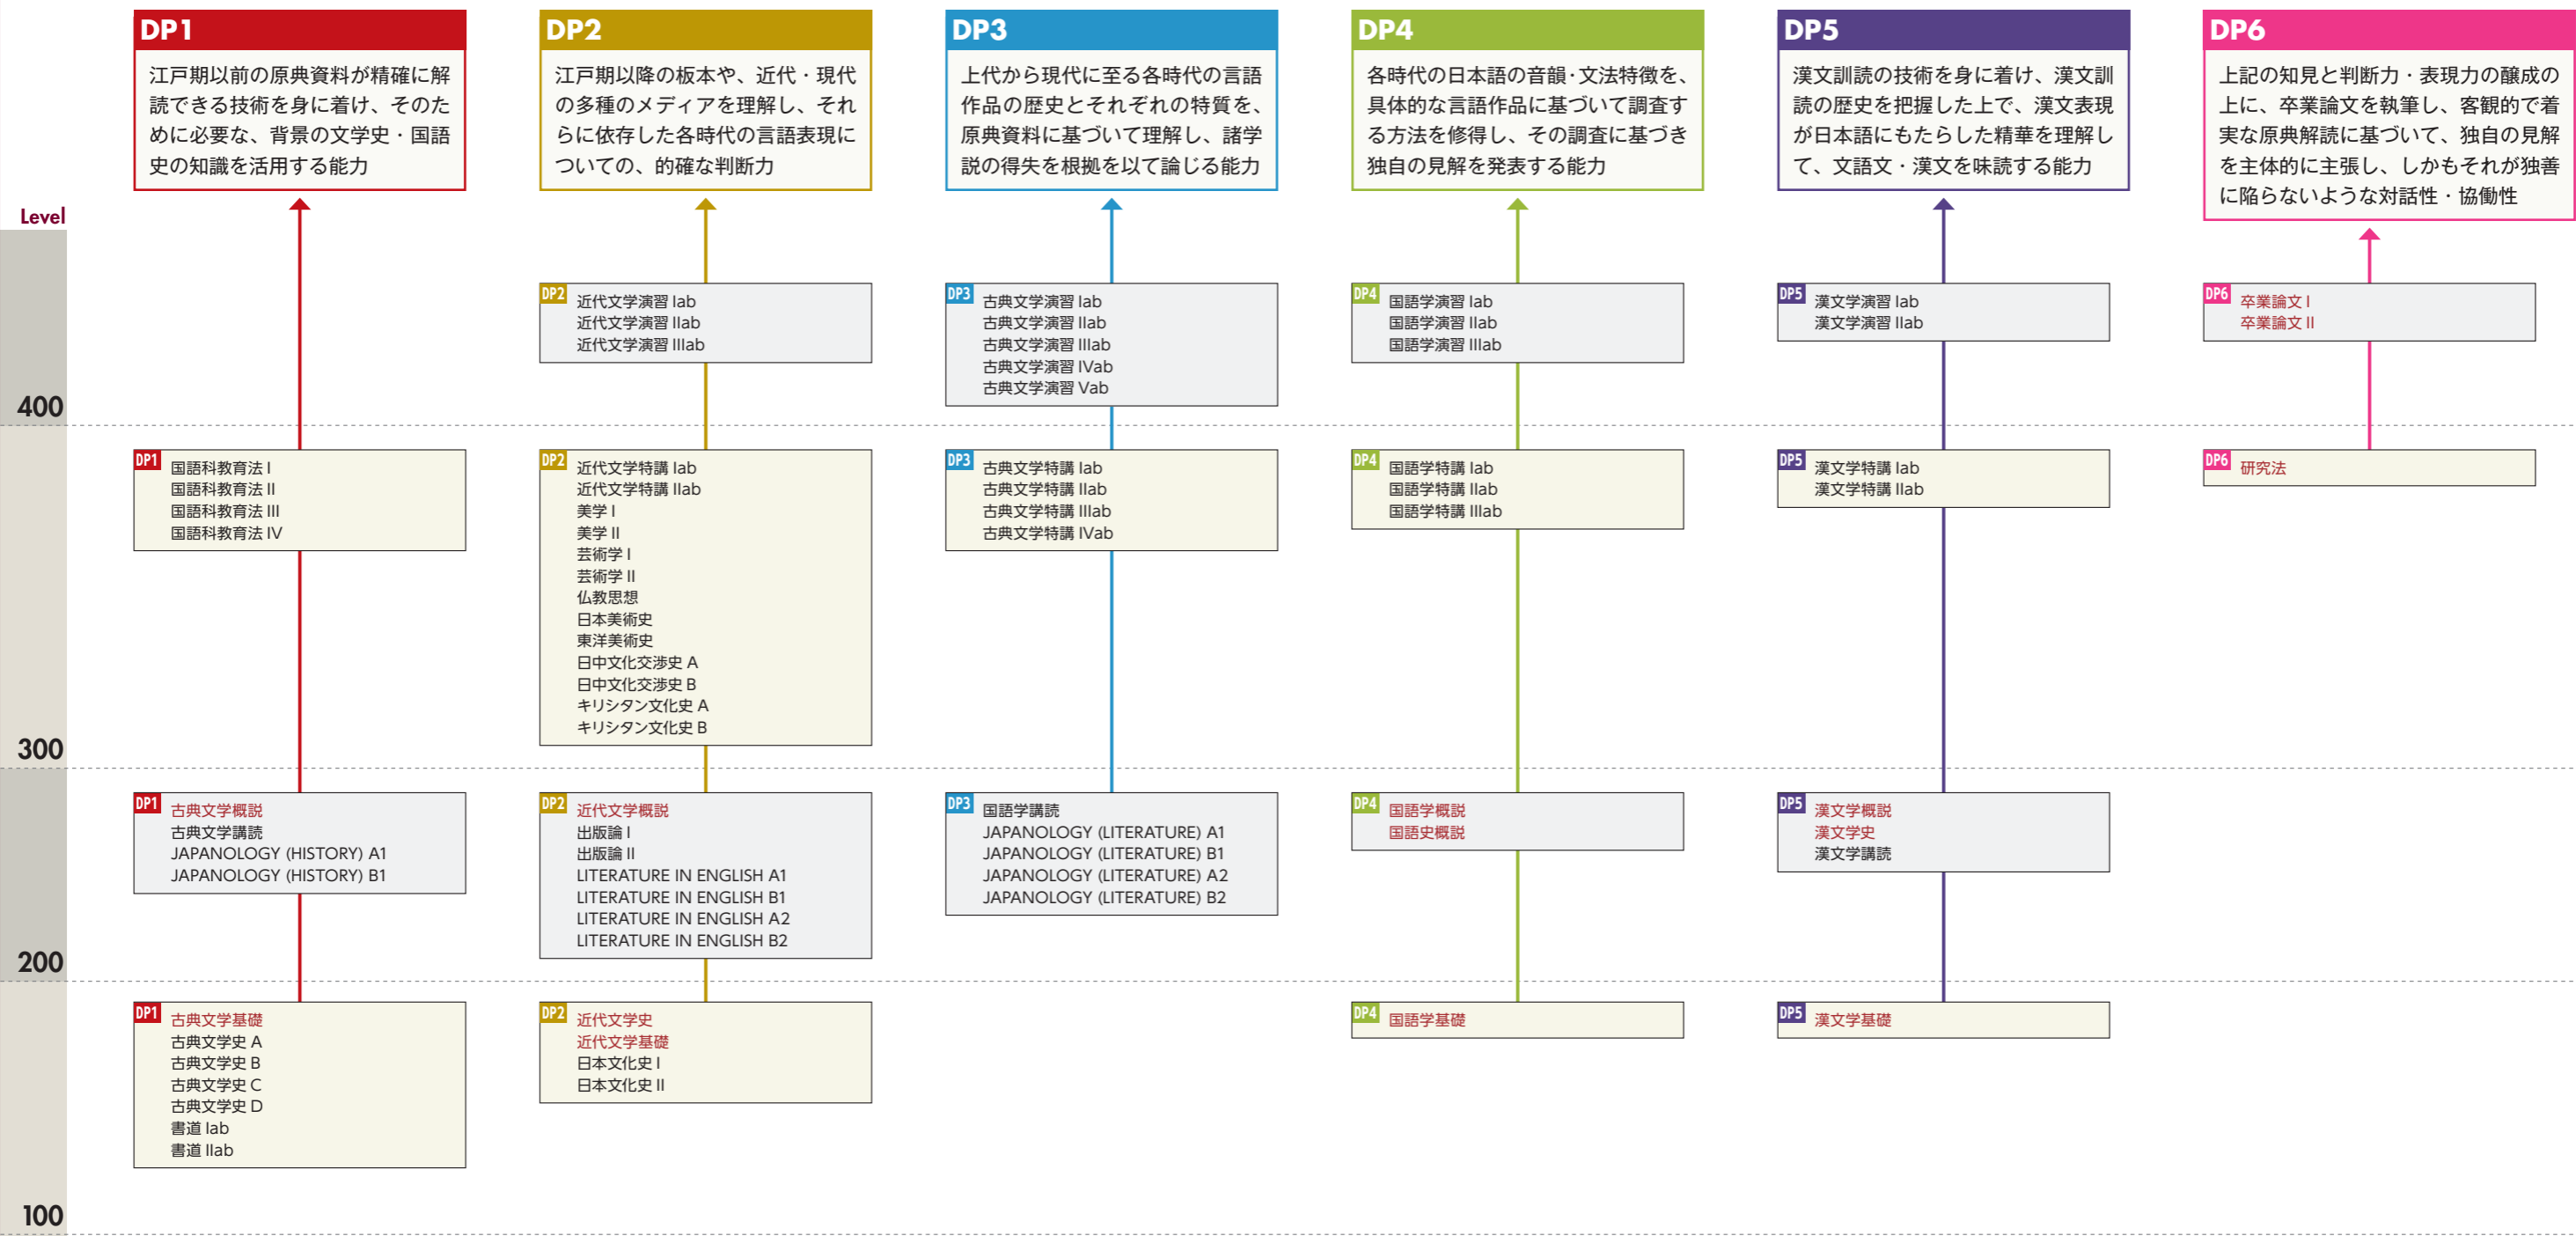 DP1
江戸期以前の原典資料が精確に解
読できる技術を身に着け、そのた
めに必要な、背景の文学史・国語
史の知識を活用する能力
DP2
江戸期以降の板本や、近代・現代
の多種のメディアを理解し、それ
らに依存した各時代の言語表現に
ついての、的確な判断力
DP3
上代から現代に至る各時代の言語
作品の歴史とそれぞれの特質を、
原典資料に基づいて理解し、諸学
説の得失を根拠を以て論じる能力
DP4
各時代の日本語の音韻・文法特徴を、
具体的な言語作品に基づいて調査す
る方法を修得し、その調査に基づき
独自の見解を発表する能力
DP5
漢文訓読の技術を身に着け、漢文訓
読の歴史を把握した上で、漢文表現
が日本語にもたらした精華を理解し
て、文語文・漢文を味読する能力
DP6
上記の知見と判断力・表現力の醸成の
上に、卒業論文を執筆し、客観的で着
実な原典解読に基づいて、独自の見解
を主体的に主張し、しかもそれが独善
に陥らないような対話性・協働性
Level
400
DP2
近代文学演習 Iab
近代文学演習 IIab
近代文学演習 IIIab
DP3
古典文学演習 Iab
古典文学演習 IIab
古典文学演習 IIIab
古典文学演習 IVab
古典文学演習 Vab
DP4
国語学演習 Iab
国語学演習 IIab
国語学演習 IIIab
DP5
漢文学演習 Iab
漢文学演習 IIab
DP6
卒業論文 I
卒業論文 II
300
DP1
国語科教育法 I
国語科教育法 II
国語科教育法 III
国語科教育法 IV
DP2
近代文学特講 Iab
近代文学特講 IIab
美学 I
美学 II
芸術学 I
芸術学 II
仏教思想
日本美術史
東洋美術史
日中文化交渉史 A
日中文化交渉史 B
キリシタン文化史 A
キリシタン文化史 B
DP3
古典文学特講 Iab
古典文学特講 IIab
古典文学特講 IIIab
古典文学特講 IVab
DP4
国語学特講 Iab
国語学特講 IIab
国語学特講 IIIab
DP5
漢文学特講 Iab
漢文学特講 IIab
DP6
研究法
200
DP1
古典文学概説
古典文学講読
JAPANOLOGY (HISTORY) A1
JAPANOLOGY (HISTORY) B1
DP2
近代文学概説
出版論 I
出版論 II
LITERATURE IN ENGLISH A1
LITERATURE IN ENGLISH B1
LITERATURE IN ENGLISH A2
LITERATURE IN ENGLISH B2
DP3
国語学講読
JAPANOLOGY (LITERATURE) A1
JAPANOLOGY (LITERATURE) B1
JAPANOLOGY (LITERATURE) A2
JAPANOLOGY (LITERATURE) B2
DP4
国語学概説
国語史概説
DP5
漢文学概説
漢文学史
漢文学講読
100
DP1
古典文学基礎
古典文学史 A
古典文学史 B
古典文学史 C
古典文学史 D
書道 Iab
書道 IIab
DP2
近代文学史
近代文学基礎
日本文化史 I
日本文化史 II
DP4
国語学基礎
DP5
漢文学基礎